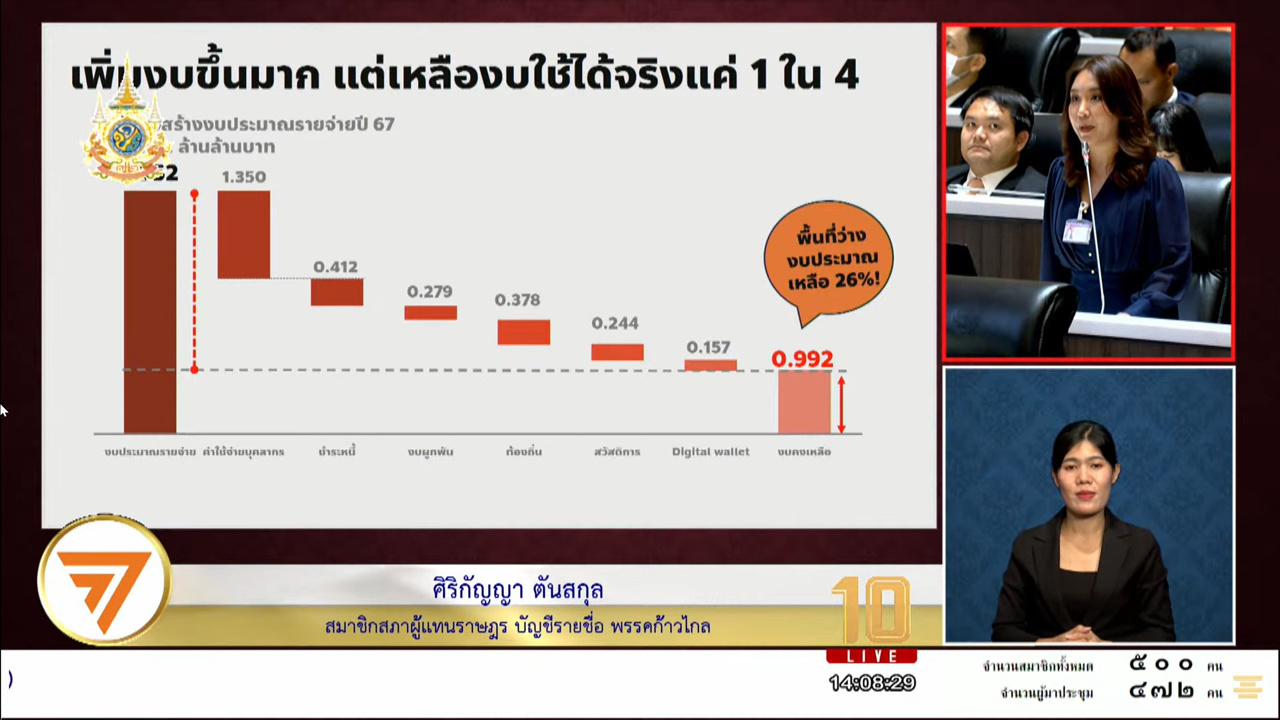 เพิ่มงบขึ้นมาก แต่เหลืองบใช้ได้จริงแค่ 1 ใน 4
สร้างงบประมาณรายจ่ายปี 67
ล้านล้านบาท
1.350
0.412
0.279
0.378
0.244
0.157
0.992
พื้นที่ว่าง
งบประมาณ
เหลือ 26%!
งบประมาณรายจ่าย ค่าใช้จ่ายบุคลากร ชำระหนี้ งบผูกพัน ท้องถิ่น สวัสดิการ Digital wallet งบคงเหลือ
ศิริกัญญา ตันสกุล
สมาชิกสภาผู้แทนราษฎร บัญชีรายชื่อ พรรคก้าวไกล
10
LIVE
14:08:29
จำนวนสมาชิกทั้งหมด ๕๐๐ คน
จำนวนผู้มาประชุม ๔๗๒ คน
)